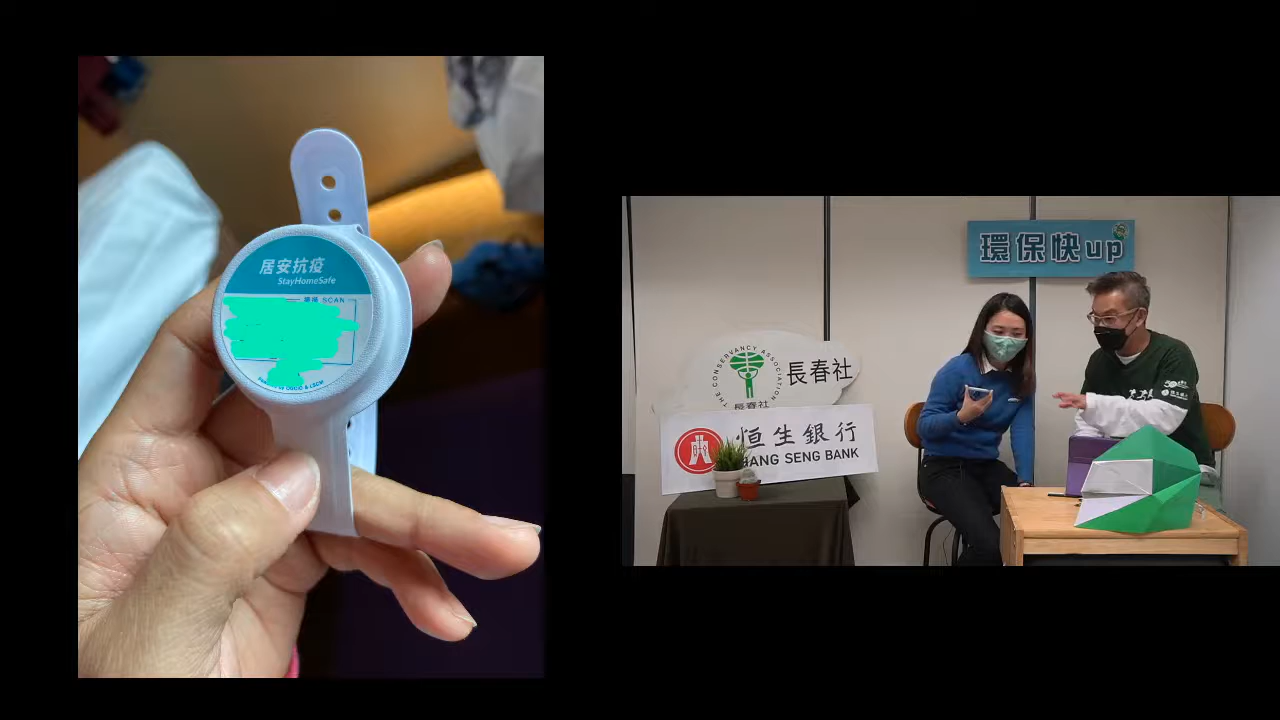 居安抗疫
StayHomeSafe
掃描 SCAN
環保快up
THE CONSERVANCY ASSOCIATION
長春社
長春社
恒生銀行
HANG SENG BANK